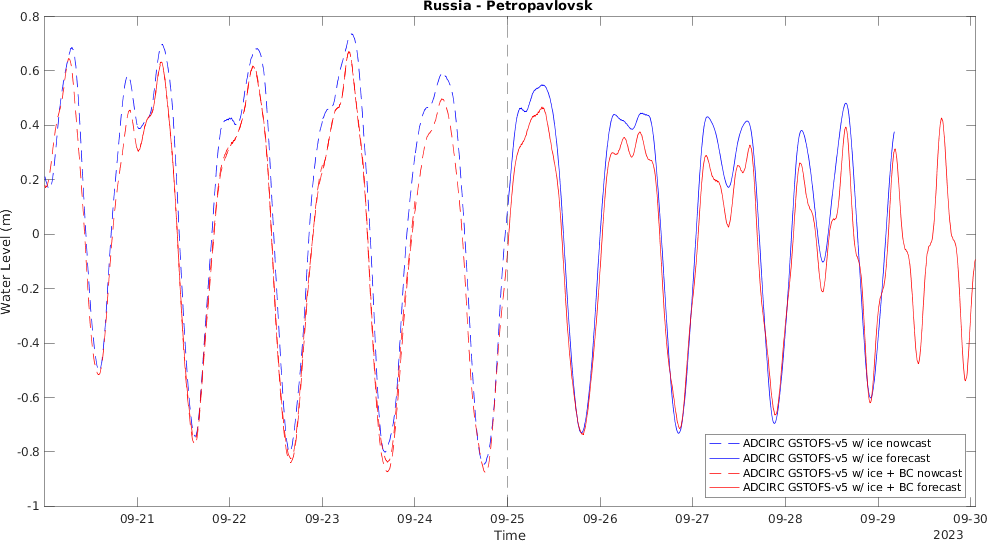 Russia - Petropavlovsk
0.8
0.6
0.4
0.2
0
-0.2
-0.4
-0.6
-0.8
-1
Water Level (m)
ADCIRC GSTOFS-v5 w/ ice nowcast
ADCIRC GSTOFS-v5 w/ ice forecast
ADCIRC GSTOFS-v5 w/ ice + BC nowcast
ADCIRC GSTOFS-v5 w/ ice + BC forecast
09-21 09-22 09-23 09-24 09-25 09-26 09-27 09-28 09-29 09-30
Time
2023